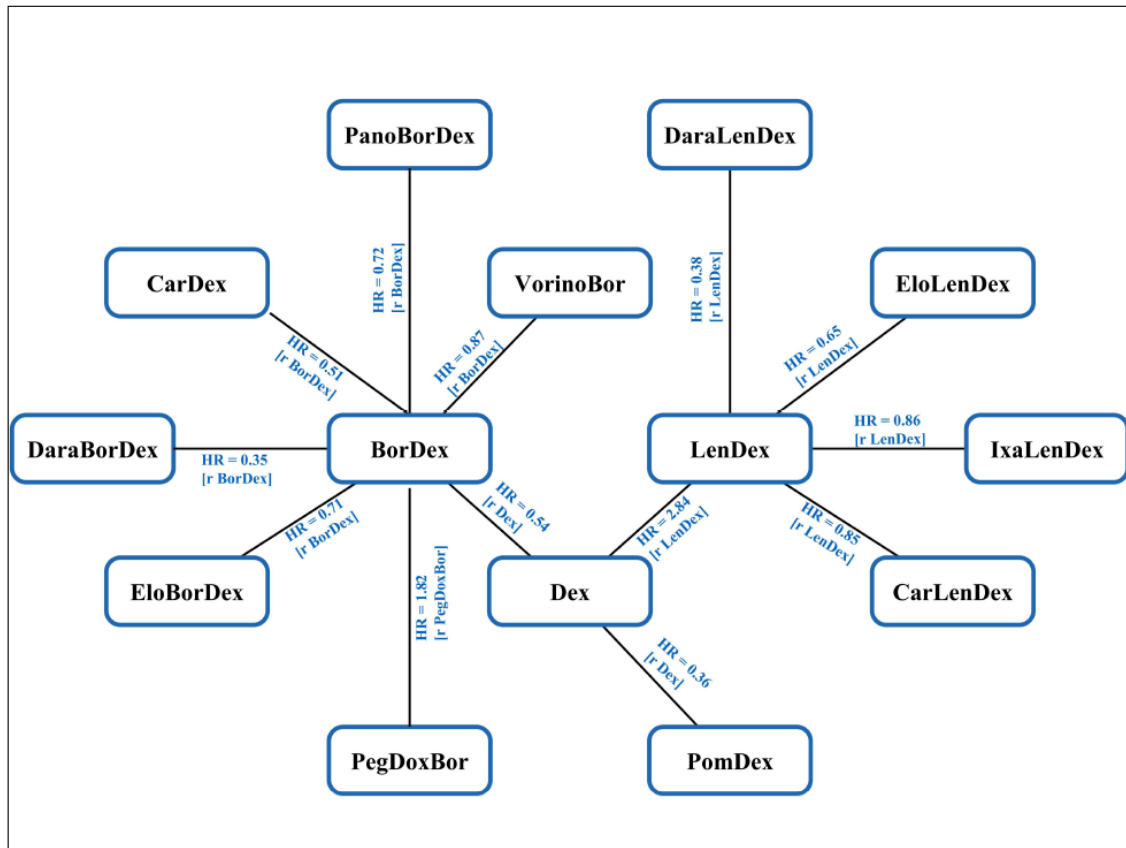 PanoBorDex
DaraLenDex
HR = 0.72
[r BorDex]
HR = 0.38
[r LenDex]
CarDex
VorinoBor
EloLenDex
HR = 0.51
[r BorDex]
HR = 0.87
[r BorDex]
HR = 0.65
[r LenDex]
DaraBorDex
HR = 0.35
[r BorDex]
BorDex
LenDex
HR = 0.86
[r LenDex]
IxaLenDex
HR = 0.71
[r BorDex]
HR = 0.54
[r Dex]
HR = 2.84
[r LenDex]
HR = 0.85
[r LenDex]
EloBorDex
HR = 1.82
[r PegDoxBor]
Dex
CarLenDex
HR = 0.36
[r Dex]
PegDoxBor
PomDex